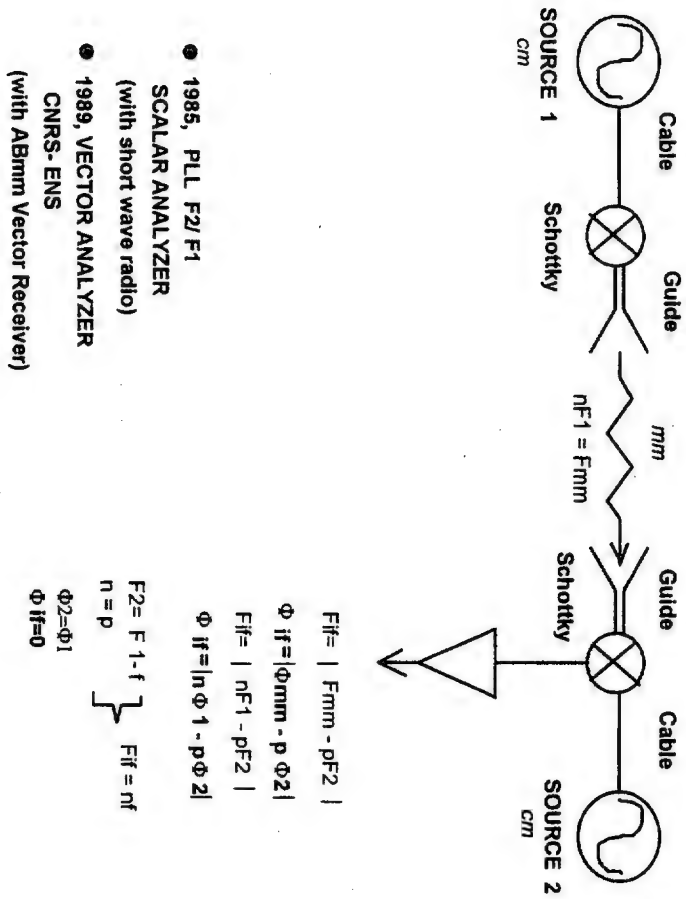 Cable
Guide
mm
Guide
Cable
SOURCE 1
cm
Schottky
nF1 = Fmm
Schottky
SOURCE 2
cm
Fif= | Fmm - pF2 |
Φ if=|Φmm - p Φ2|
Fif= | nF1 - pF2 |
Φ if=|n Φ 1 - p Φ 2|
F2= F 1- f
n = p
Fif = nf
Φ2=Φ1
Φ if=0
1985, PLL F2/ F1
SCALAR ANALYZER
(with short wave radio)
1989, VECTOR ANALYZER
CNRS- ENS
(with ABmm Vector Receiver)